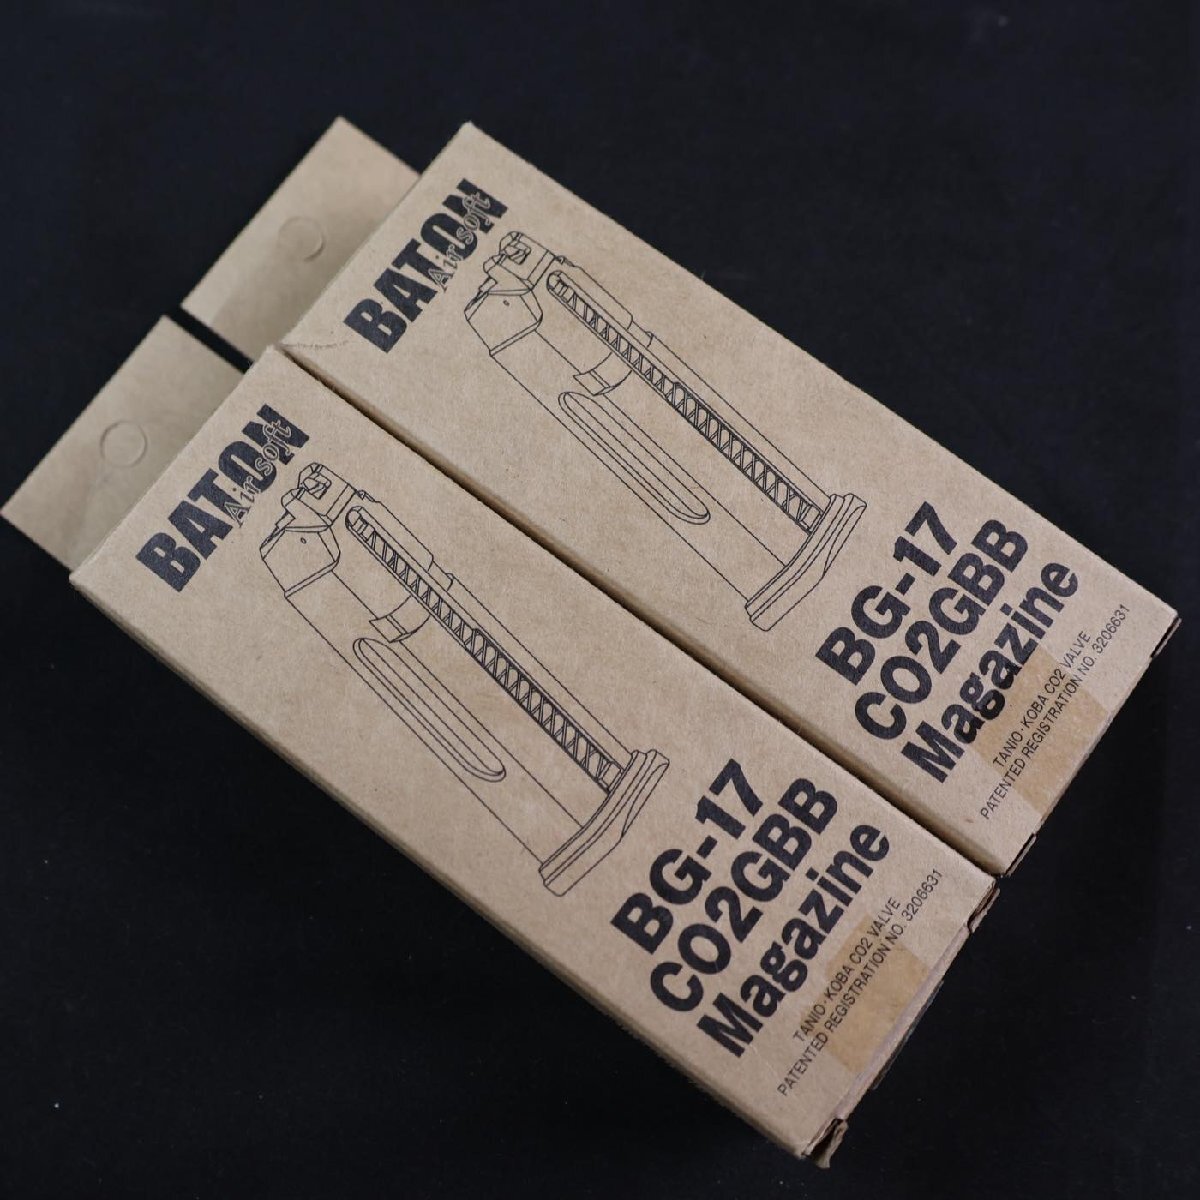 BATON
Airsoft
BG-17
CO2GBB
Magazine
TANIO·KOBA CO2 VALVE
PATENTED REGISTRATION NO. 3206631
BATON
Airsoft
BG-17
CO2GBB
Magazine
TANIO·KOBA CO2 VALVE
PATENTED REGISTRATION NO. 3206631